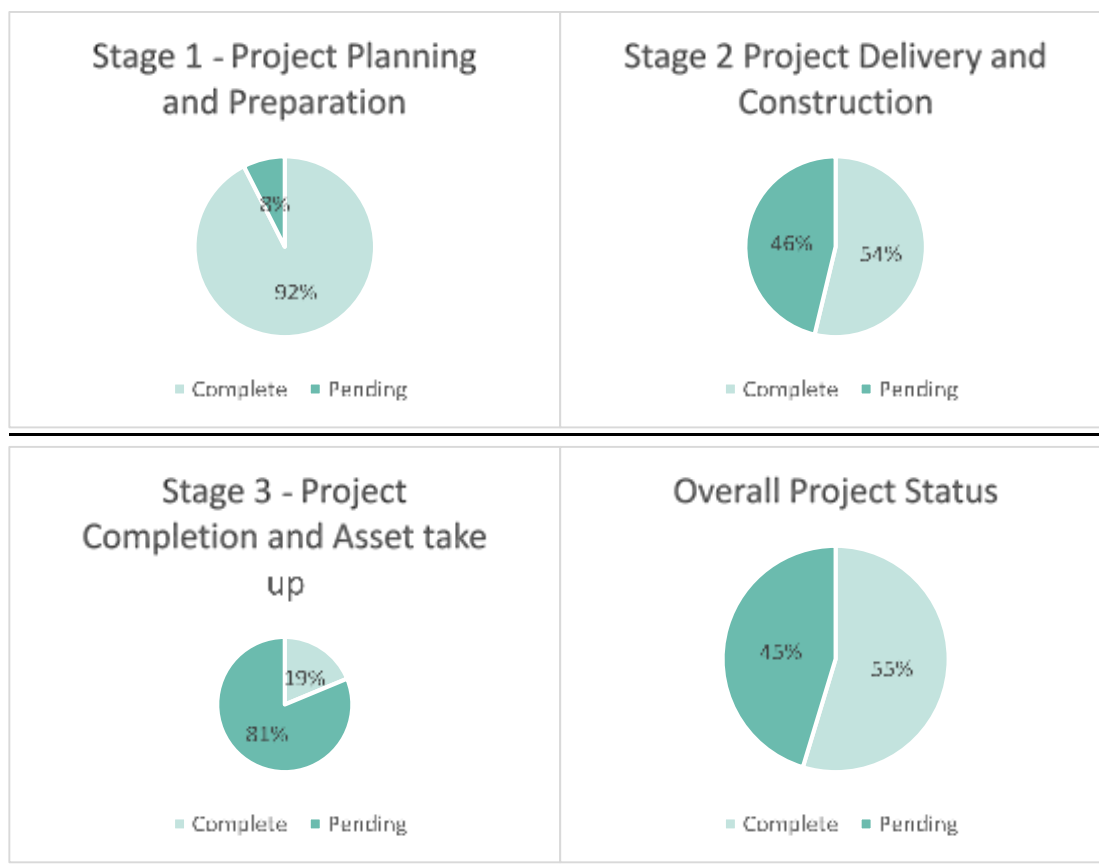 Stage 1 - Project Planning
and Preparation
8%
92%
Complete Pending
Stage 2 Project Delivery and
Construction
46%
54%
Complete Pending
Stage 3 - Project
Completion and Asset take
up
19%
81%
Complete Pending
Overall Project Status
45%
55%
Complete Pending